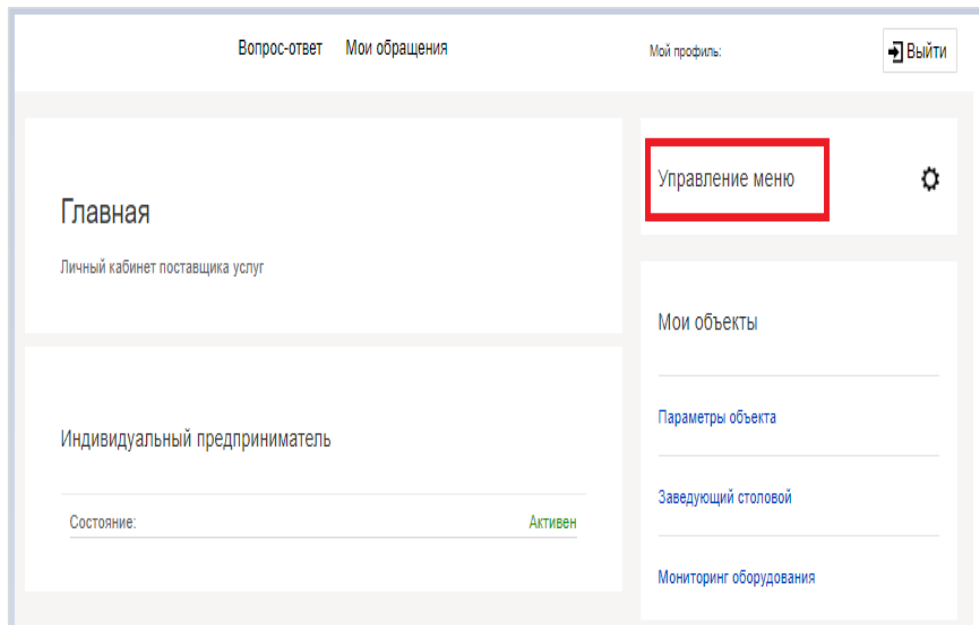 Вопрос-ответ Мои обращения Мой профиль: Выйти
Главная
Личный кабинет поставщика услуг
Индивидуальный предприниматель
Состояние: Активен
Управление меню
Мои объекты
Параметры объекта
Заведующий столовой
Мониторинг оборудования